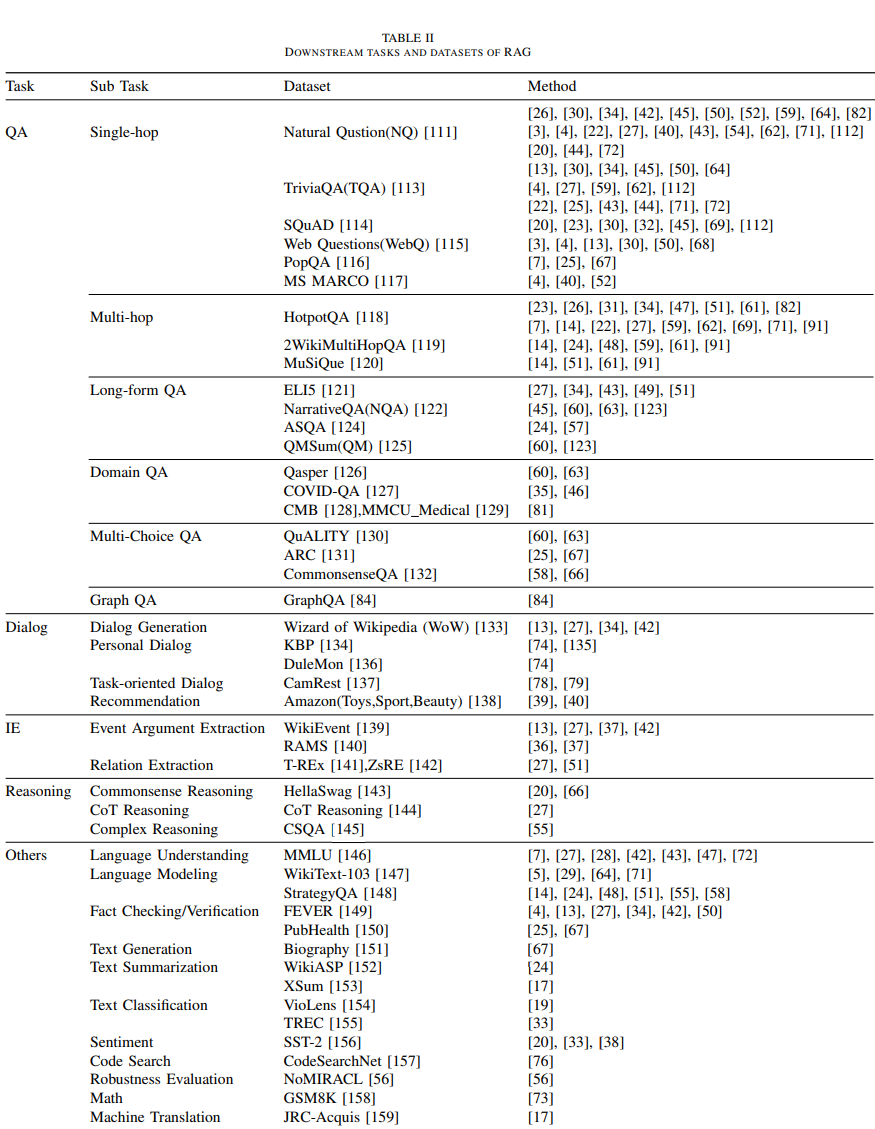 TABLE II
DOWNSTREAM TASKS AND DATASETS OF RAG
Task Sub Task Dataset Method
[26], [30], [34], [42], [45], [50], [52], [59], [64], [82]
QA Single-hop Natural Qustion(NQ) [111] [3], [4], [22], [27], [40], [43], [54], [62], [71], [112]
[20], [44], [72]
[13], [30], [34], [45], [50], [64]
TriviaQA(TQA) [113] [4], [27], [59], [62], [112]
[22], [25], [43], [44], [71], [72]
SQuAD [114] [20], [23], [30], [32], [45], [69], [112]
Web Questions(WebQ) [115] [3], [4], [13], [30], [50], [68]
PopQA [116] [7], [25], [67]
MS MARCO [117] [4], [40], [52]
[23], [26], [31], [34], [47], [51], [61], [82]
Multi-hop HotpotQA [118]
[7], [14], [22], [27], [59], [62], [69], [71], [91]
2WikiMultiHopQA [119] [14], [24], [48], [59], [61], [91]
MuSiQue [120] [14], [51], [61], [91]
Long-form QA ELI5 [121] [27], [34], [43], [49], [51]
NarrativeQA(NQA) [122] [45], [60], [63], [123]
ASQA [124] [24], [57]
QMSum(QM) [125] [60], [123]
Domain QA Qasper [126] [60], [63]
COVID-QA [127] [35], [46]
CMB [128],MMCU_Medical [129] [81]
Multi-Choice QA QuALITY [130] [60], [63]
ARC [131] [25], [67]
CommonsenseQA [132] [58], [66]
Graph QA GraphQA [84] [84]
Dialog Dialog Generation Wizard of Wikipedia (WoW) [133] [13], [27], [34], [42]
Personal Dialog KBP [134] [74], [135]
DuleMon [136] [74]
Task-oriented Dialog CamRest [137] [78], [79]
Recommendation Amazon(Toys,Sport,Beauty) [138] [39], [40]
IE Event Argument Extraction WikiEvent [139] [13], [27], [37], [42]
RAMS [140] [36], [37]
Relation Extraction T-REx [141],ZsRE [142] [27], [51]
Reasoning Commonsense Reasoning HellaSwag [143] [20], [66]
CoT Reasoning CoT Reasoning [144] [27]
Complex Reasoning CSQA [145] [55]
Others Language Understanding MMLU [146] [7], [27], [28], [42], [43], [47], [72]
Language Modeling WikiText-103 [147] [5], [29], [64], [71]
StrategyQA [148] [14], [24], [48], [51], [55], [58]
Fact Checking/Verification FEVER [149] [4], [13], [27], [34], [42], [50]
PubHealth [150] [25], [67]
Text Generation Biography [151] [67]
Text Summarization WikiASP [152] [24]
XSum [153] [17]
Text Classification VioLens [154] [19]
TREC [155] [33]
Sentiment SST-2 [156] [20], [33], [38]
Code Search CodeSearchNet [157] [76]
Robustness Evaluation NoMIRACL [56] [56]
Math GSM8K [158] [73]
Machine Translation JRC-Acquis [159] [17]